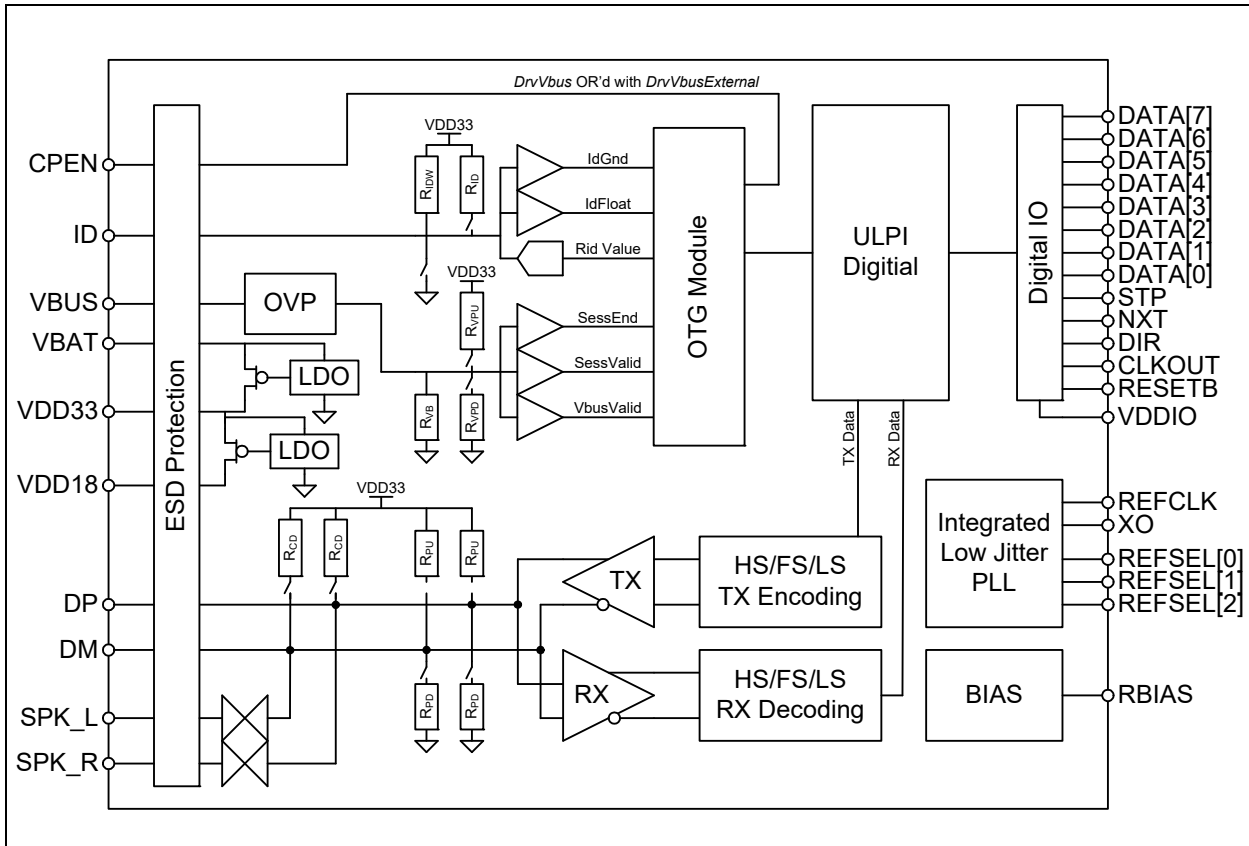 DrvVbus OR'd with DrvVbusExternal
CPEN
ID
VBUS
VBAT
VDD33
VDD18
DP
DM
SPK_L
SPK_R
ESD Protection
OVP
LDO
LDO
VDD33
RIDW
RID
VDD33
RVPU
RVB
RVPD
IdGnd
IdFloat
Rid Value
SessEnd
SessValid
VbusValid
OTG Module
ULPI
Digitial
Digital IO
DATA[7]
DATA[6]
DATA[5]
DATA[4]
DATA[3]
DATA[2]
DATA[1]
DATA[0]
STP
NXT
DIR
CLKOUT
RESETB
VDDIO
TX Data
RX Data
VDD33
RCD
RCD
RPU
RPU
RPD
RPD
TX
HS/FS/LS
TX Encoding
RX
HS/FS/LS
RX Decoding
Integrated
Low Jitter
PLL
REFCLK
XO
REFSEL[0]
REFSEL[1]
REFSEL[2]
BIAS
RBIAS